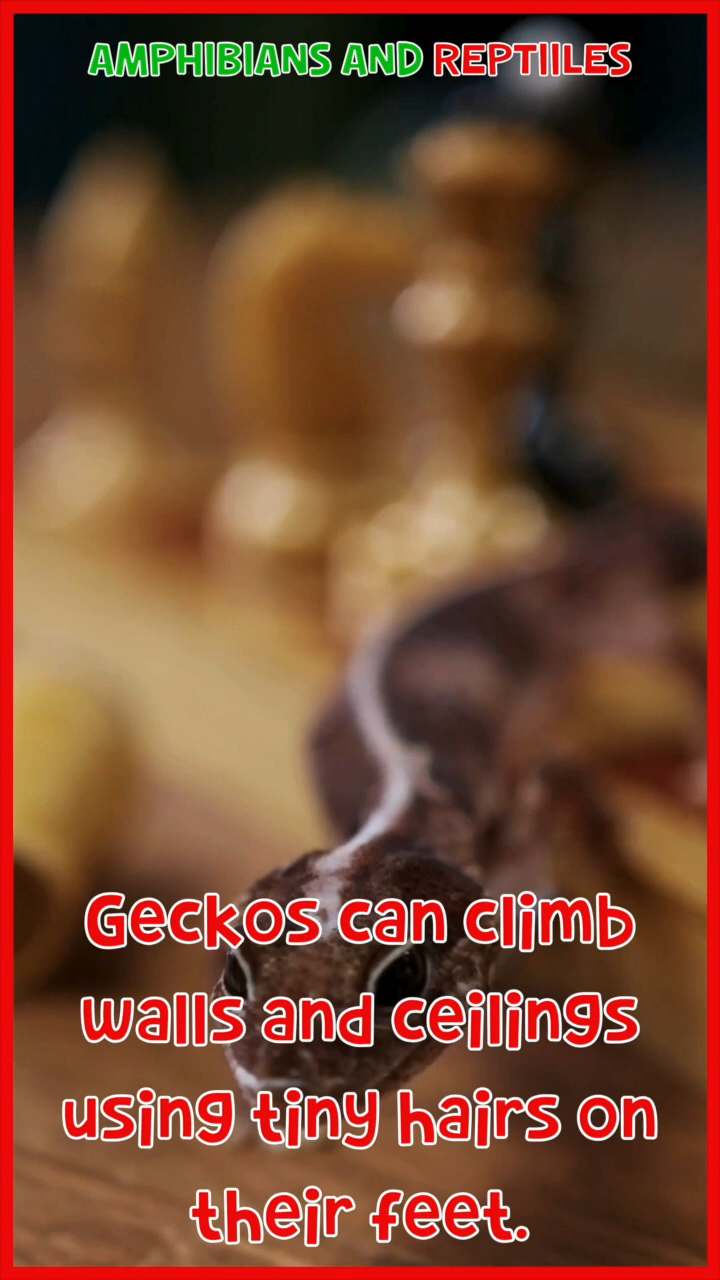 AMPHIBIANS AND REPTIILES
Geckos can climb
walls and ceilings
using tiny hairs on
their feet.